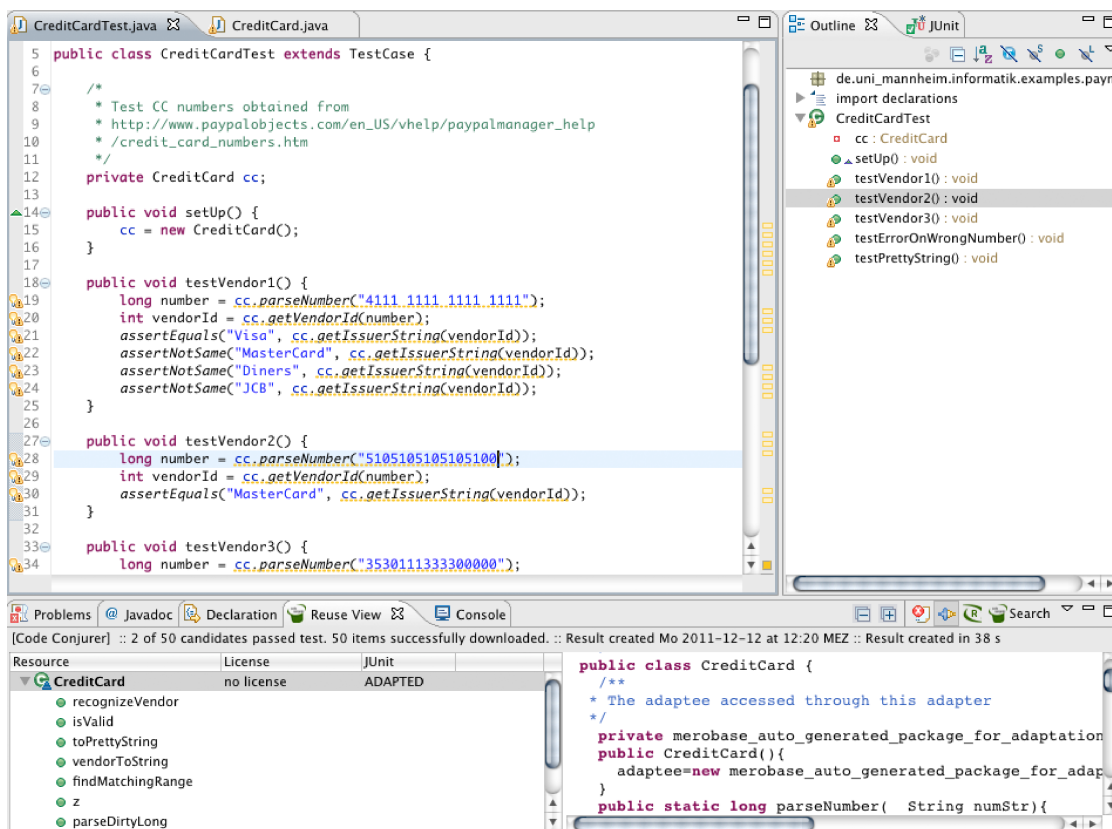 CreditCardTest.java
CreditCard.java
5 public class CreditCardTest extends TestCase {
6
7 /*
8 * Test CC numbers obtained from
9 * http://www.paypalobjects.com/en_US/vhelp/paypalmanager_help
10 * /credit_card_numbers.htm
11 */
12 private CreditCard cc;
13
14 public void setUp() {
15 cc = new CreditCard();
16 }
17
18 public void testVendor1() {
19 long number = cc.parseNumber("4111 1111 1111 1111");
20 int vendorId = cc.getVendorId(number);
21 assertEquals("Visa", cc.getIssuerString(vendorId));
22 assertNotSame("MasterCard", cc.getIssuerString(vendorId));
23 assertNotSame("Diners", cc.getIssuerString(vendorId));
24 assertNotSame("JCB", cc.getIssuerString(vendorId));
25 }
26
27 public void testVendor2() {
28 long number = cc.parseNumber("5105105105105100");
29 int vendorId = cc.getVendorId(number);
30 assertEquals("MasterCard", cc.getIssuerString(vendorId));
31 }
32
33 public void testVendor3() {
34 long number = cc.parseNumber("3530111333300000");
Outline
JUnit
de.uni_mannheim.informatik.examples.payn
import declarations
CreditCardTest
cc : CreditCard
setUp() : void
testVendor1() : void
testVendor2() : void
testVendor3() : void
testErrorOnWrongNumber() : void
testPrettyString() : void
Problems
Javadoc
Declaration
Reuse View
Console
Search
[Code Conjurer] :: 2 of 50 candidates passed test. 50 items successfully downloaded. :: Result created Mo 2011-12-12 at 12:20 MEZ :: Result created in 38 s
Resource License JUnit
CreditCard no license ADAPTED
recognizeVendor
isValid
toPrettyString
vendorToString
findMatchingRange
z
parseDirtyLong
public class CreditCard {
/**
* The adaptee accessed through this adapter
*/
private merobase_auto_generated_package_for_adaptation
public CreditCard(){
adaptee=new merobase_auto_generated_package_for_adap
}
public static long parseNumber( String numStr){